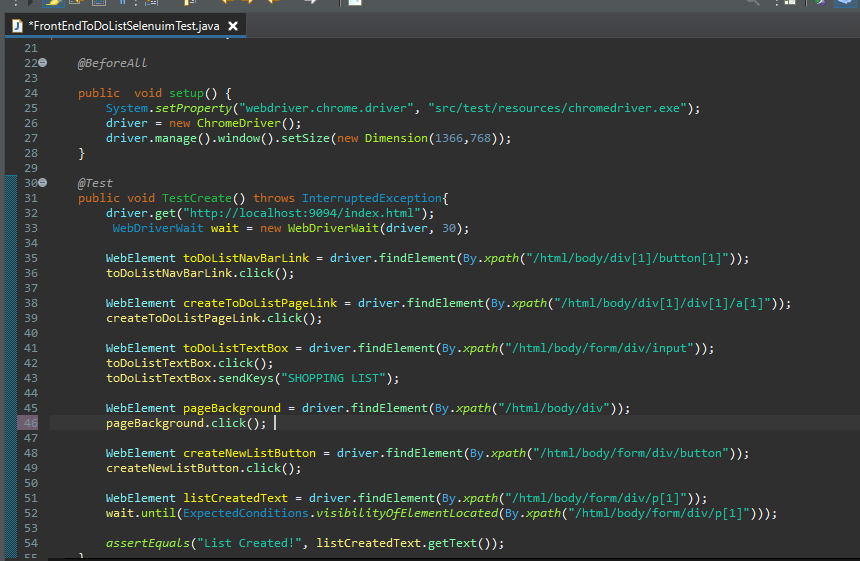 *FrontEndToDoListSelenuimTest.java
21
22 @BeforeAll
23
24 public  void setup() {
25 System.setProperty("webdriver.chrome.driver", "src/test/resources/chromedriver.exe");
26 driver = new ChromeDriver();
27 driver.manage().window().setSize(new Dimension(1366,768));
28 }
29
30 @Test
31 public void TestCreate() throws InterruptedException{
32 driver.get("http://localhost:9094/index.html");
33 WebDriverWait wait = new WebDriverWait(driver, 30);
34
35 WebElement toDoListNavBarLink = driver.findElement(By.xpath("/html/body/div[1]/button[1]"));
36 toDoListNavBarLink.click();
37
38 WebElement createToDoListPageLink = driver.findElement(By.xpath("/html/body/div[1]/div[1]/a[1]"));
39 createToDoListPageLink.click();
40
41 WebElement toDoListTextBox = driver.findElement(By.xpath("/html/body/form/div/input"));
42 toDoListTextBox.click();
43 toDoListTextBox.sendKeys("SHOPPING LIST");
44
45 WebElement pageBackground = driver.findElement(By.xpath("/html/body/div"));
46 pageBackground.click();
47
48 WebElement createNewListButton = driver.findElement(By.xpath("/html/body/form/div/button"));
49 createNewListButton.click();
50
51 WebElement listCreatedText = driver.findElement(By.xpath("/html/body/form/div/p[1]"));
52 wait.until(ExpectedConditions.visibilityOfElementLocated(By.xpath("/html/body/form/div/p[1]")));
53
54 assertEquals("List Created!", listCreatedText.getText());
55 }